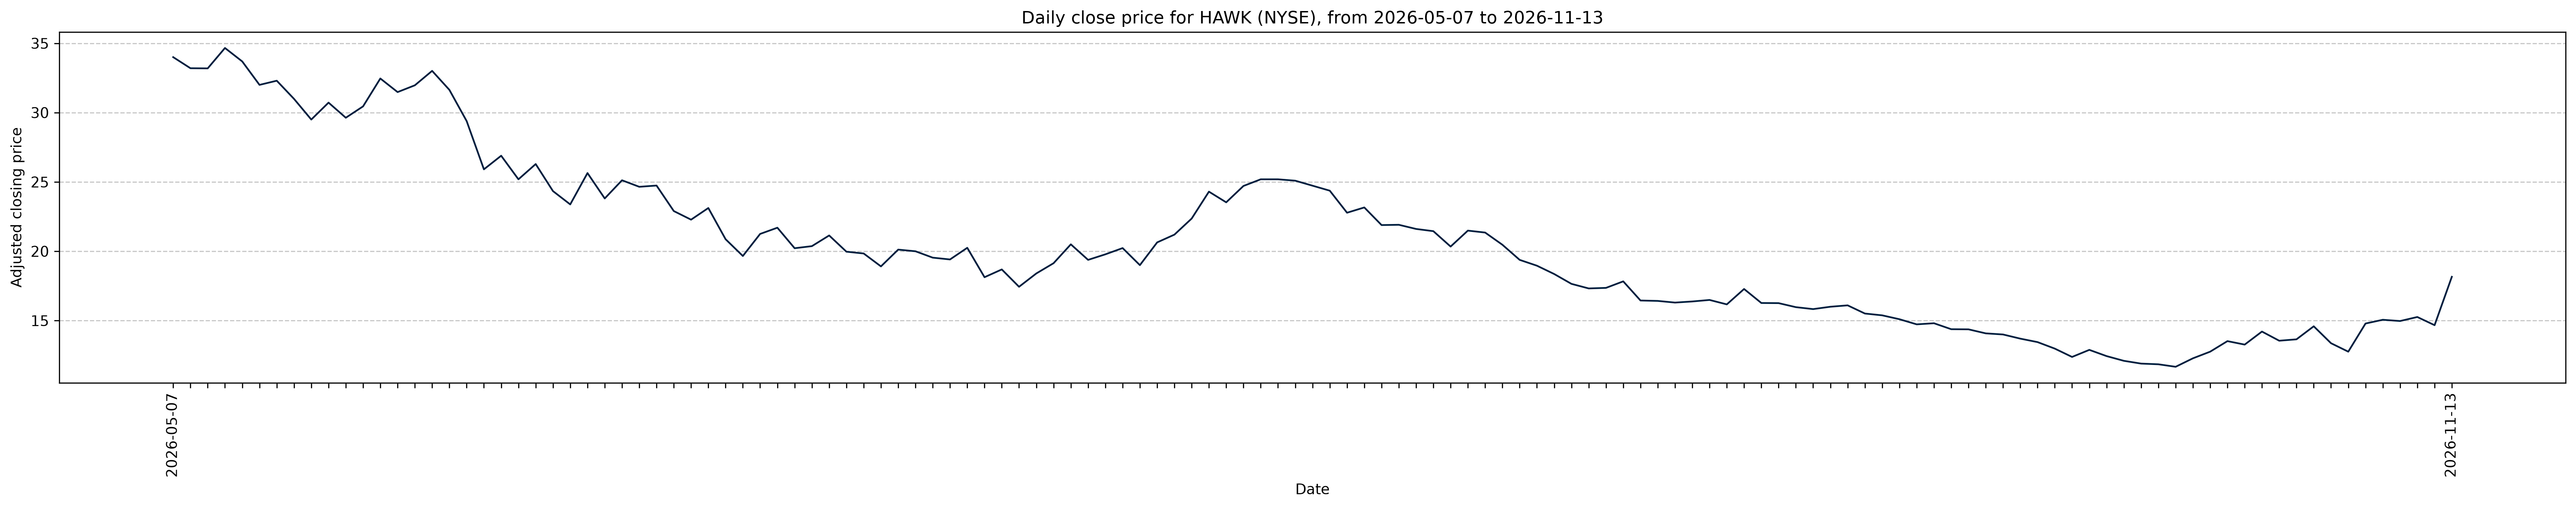 Daily close price for HAWK (NYSE), from 2026-05-07 to 2026-11-13
Adjusted closing price
35
30
25
20
15
2026-05-07
2026-11-13
Date